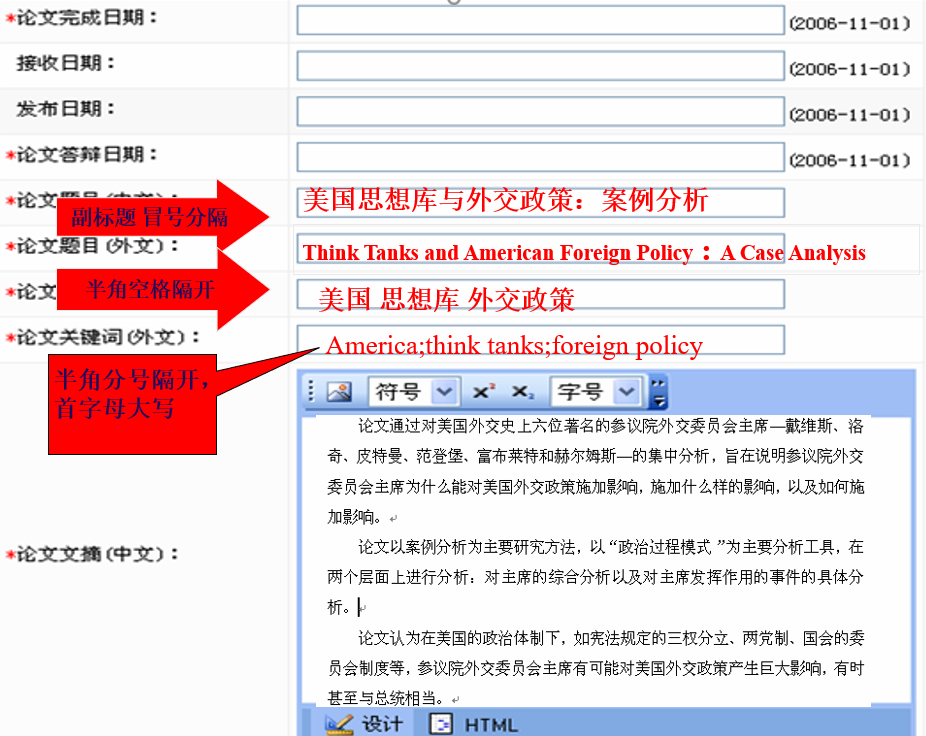 *论文完成日期：
(2006-11-01)
接收日期：
(2006-11-01)
发布日期：
(2006-11-01)
*论文答辩日期：
(2006-11-01)
*论文题目(中文)：
美国思想库与外交政策：案例分析
副标题 冒号分隔
*论文题目(外文)：
Think Tanks and American Foreign Policy：A Case Analysis
半角空格隔开
*论文
美国 思想库 外交政策
*论文关键词(外文)：
America;think tanks;foreign policy
半角分号隔开，
首字母大写
符号
x²
x₂
字号
*论文文摘(中文)：
论文通过对美国外交史上六位著名的参议院外交委员会主席—戴维斯、洛
奇、皮特曼、范登堡、富布莱特和赫尔姆斯—的集中分析，旨在说明参议院外交
委员会主席为什么能对美国外交政策施加影响，施加什么样的影响，以及如何施
加影响。
论文以案例分析为主要研究方法，以“政治过程模式 ”为主要分析工具，在
两个层面上进行分析：对主席的综合分析以及对主席发挥作用的事件的具体分
析。
论文认为在美国的政治体制下，如宪法规定的三权分立、两党制、国会的委
员会制度等，参议院外交委员会主席有可能对美国外交政策产生巨大影响，有时
甚至与总统相当。
设计
HTML